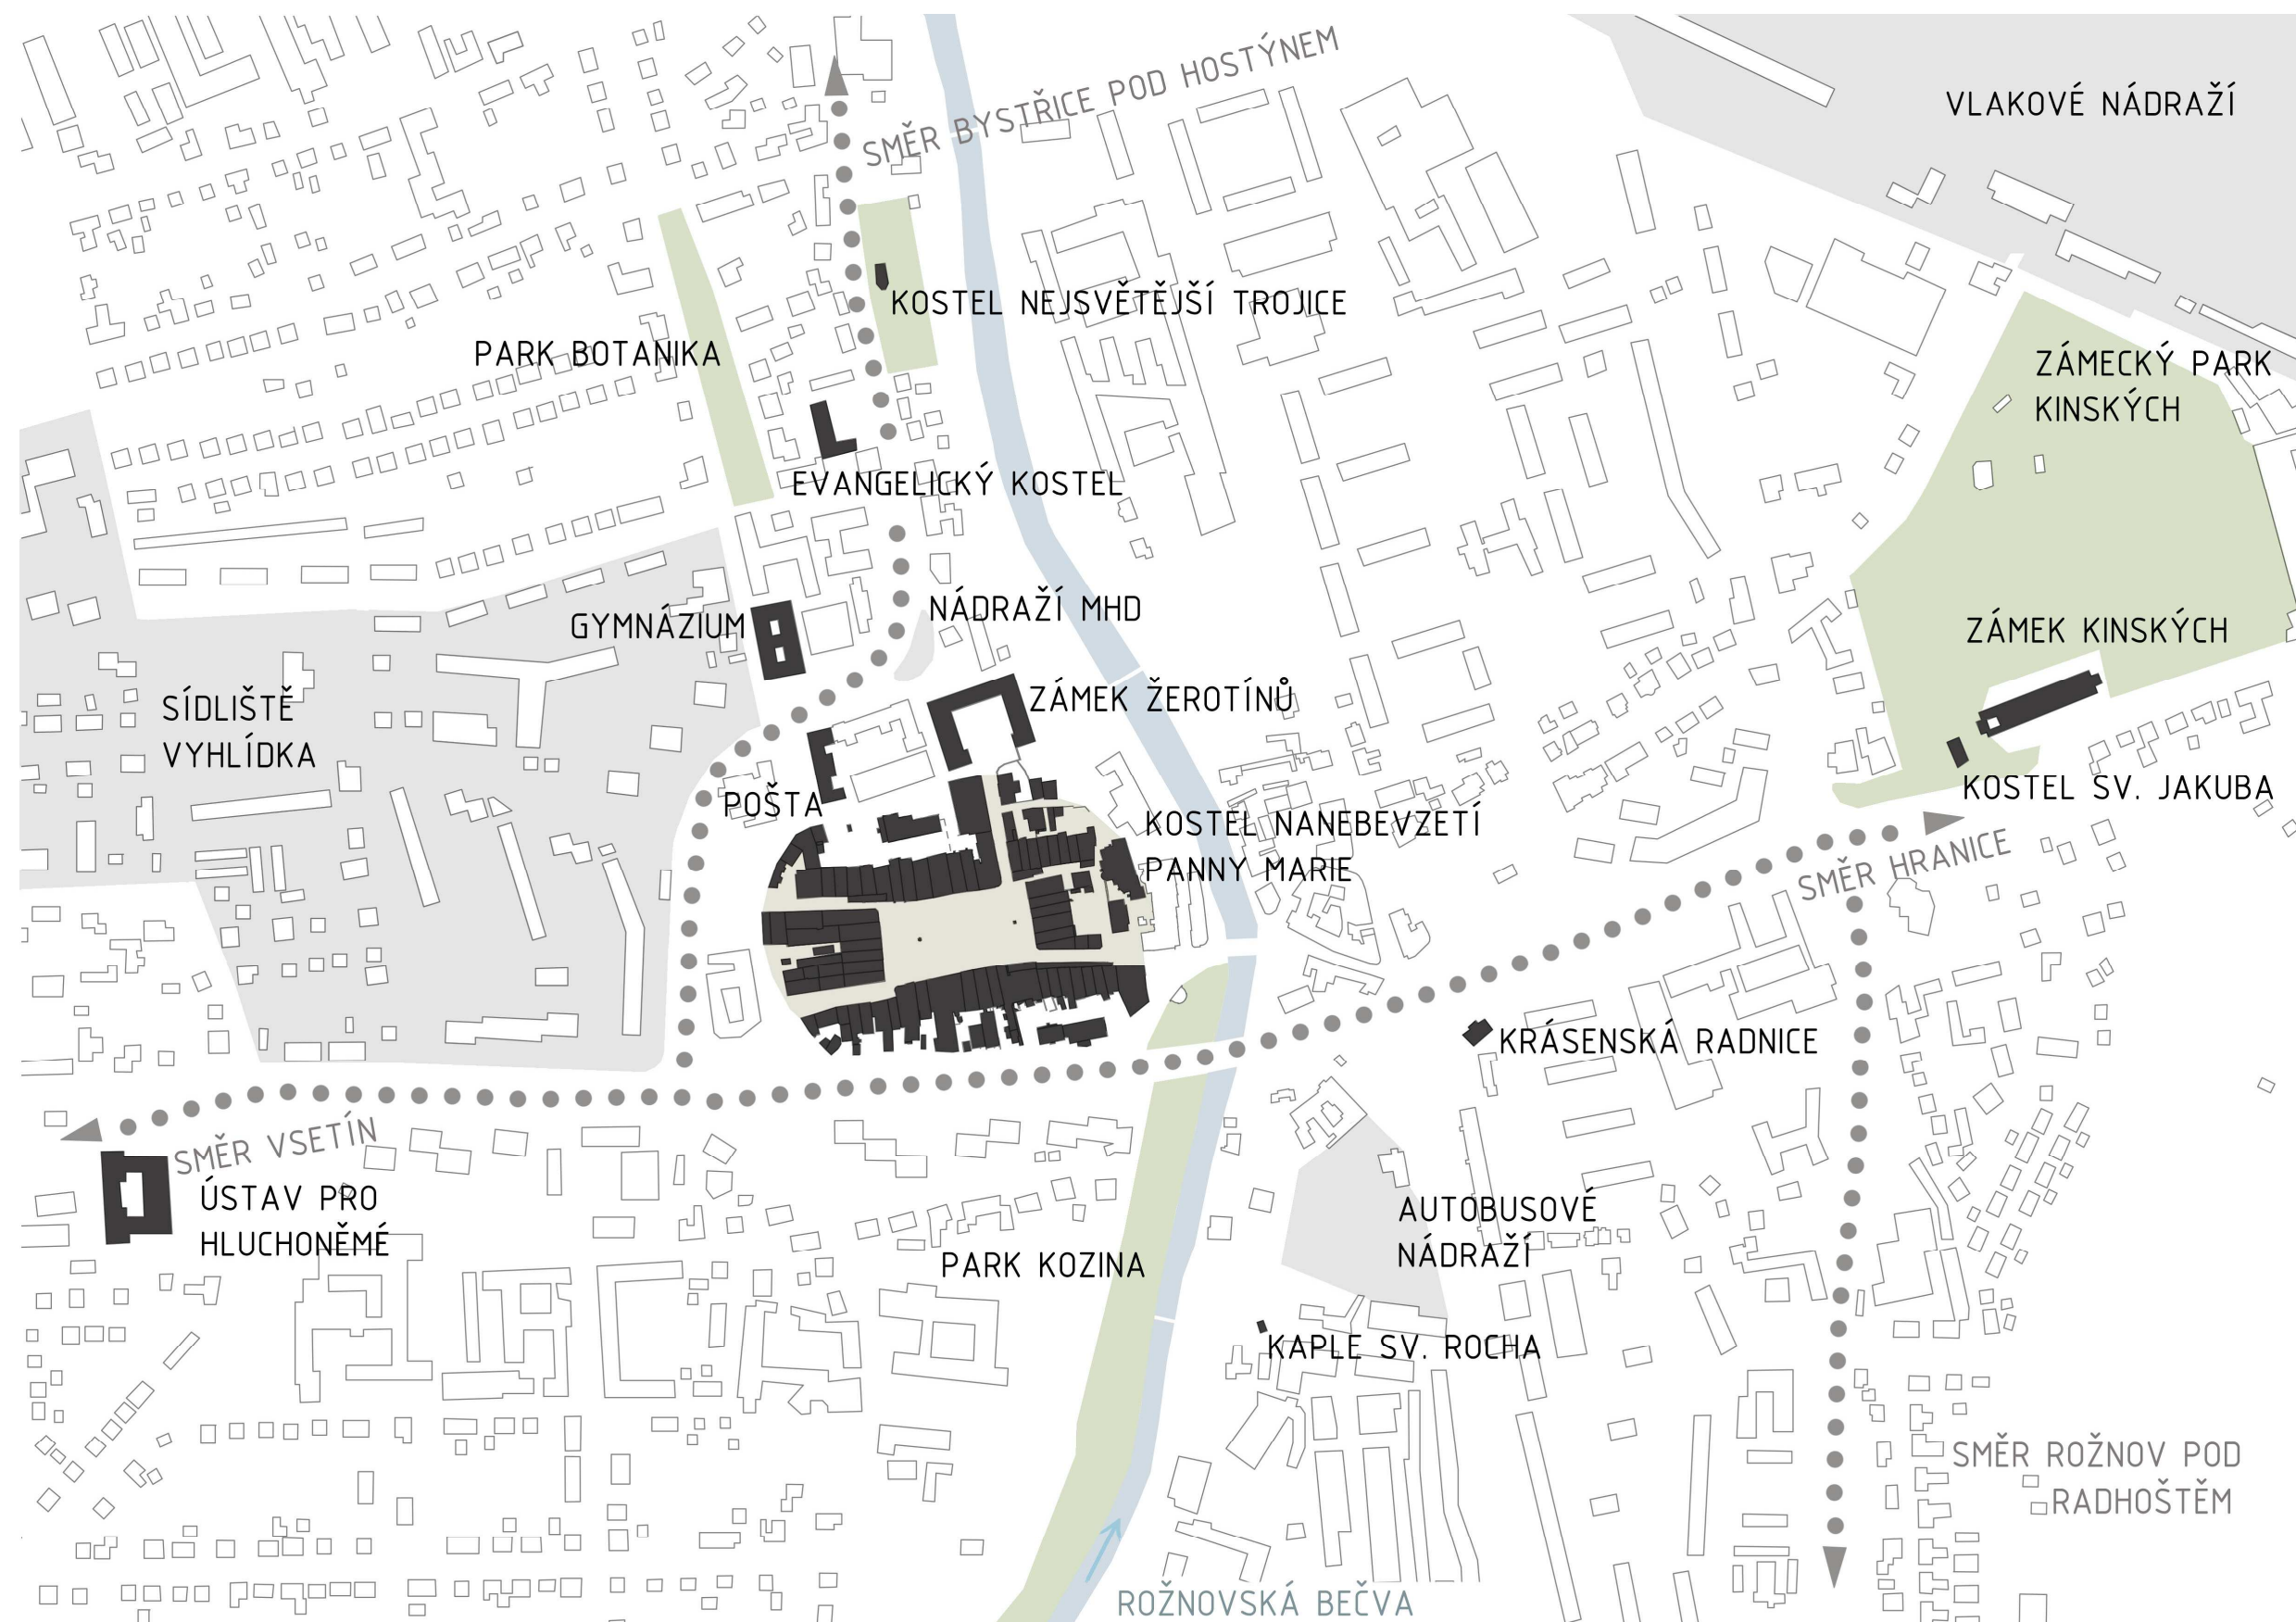 SMĚR BYSTŘICE POD HOSTÝNEM
VLAKOVÉ NÁDRAŽÍ
KOSTEL NEJSVĚTĚJŠÍ TROJICE
PARK BOTANIKA
ZÁMECKÝ PARK
KINSKÝCH
EVANGELICKÝ KOSTEL
NÁDRAŽÍ MHD
GYMNÁZIUM
ZÁMEK KINSKÝCH
ZÁMEK ŽEROTÍNŮ
SÍDLIŠTĚ
VYHLÍDKA
KOSTEL SV. JAKUBA
POŠTA
KOSTEL NANEBEVZETÍ
PANNY MARIE
SMĚR HRANICE
KRÁSENSKÁ RADNICE
SMĚR VSETÍN
ÚSTAV PRO
HLUCHONĚMÉ
AUTOBUSOVÉ
NÁDRAŽÍ
PARK KOZINA
KAPLE SV. ROCHA
SMĚR ROŽNOV POD
RADHOŠTĚM
ROŽNOVSKÁ BEČVA